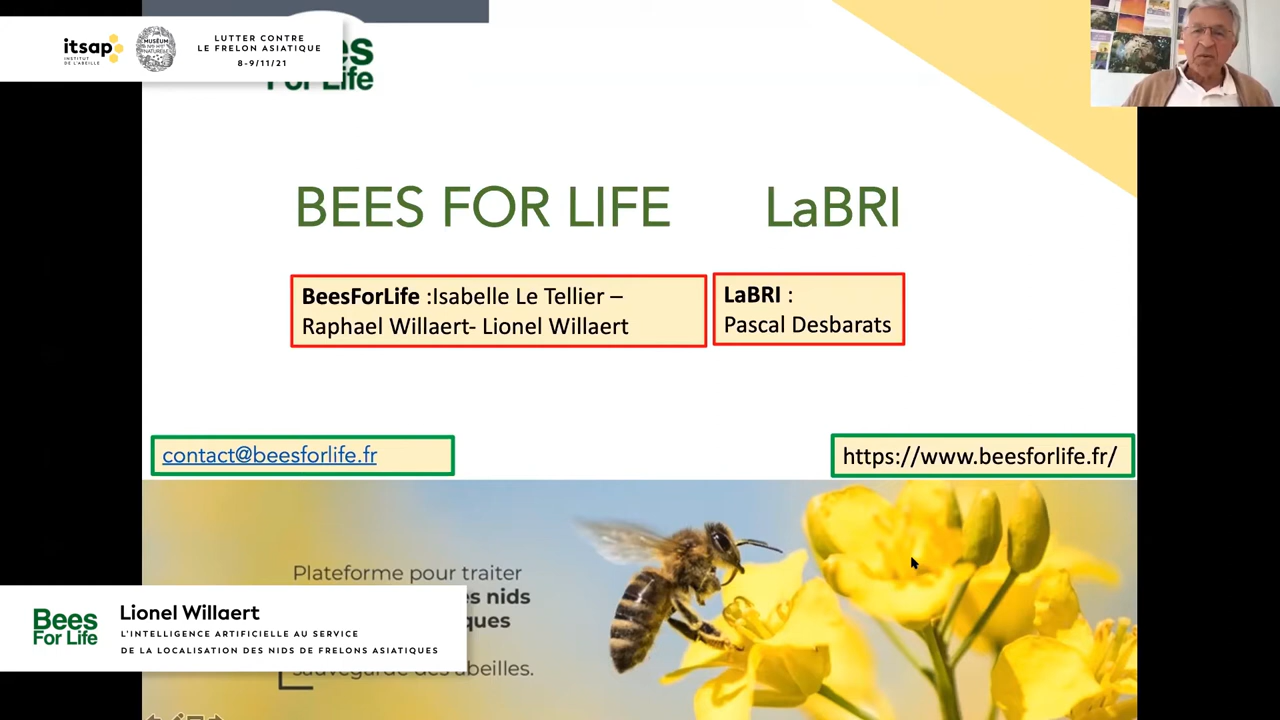 itsap
INSTITUT
DE L'ABEILLE
LUTTER CONTRE
LE FRELON ASIATIQUE
8-9/11/21
For Life
BEES FOR LIFE LaBRI
BeesForLife :Isabelle Le Tellier –
Raphael Willaert- Lionel Willaert
LaBRI :
Pascal Desbarats
contact@beesforlife.fr
https://www.beesforlife.fr/
Plateforme pour traiter
nids
sauvegarde des abeilles.
Bees
For Life
Lionel Willaert
L'INTELLIGENCE ARTIFICIELLE AU SERVICE
DE LA LOCALISATION DES NIDS DE FRELONS ASIATIQUES